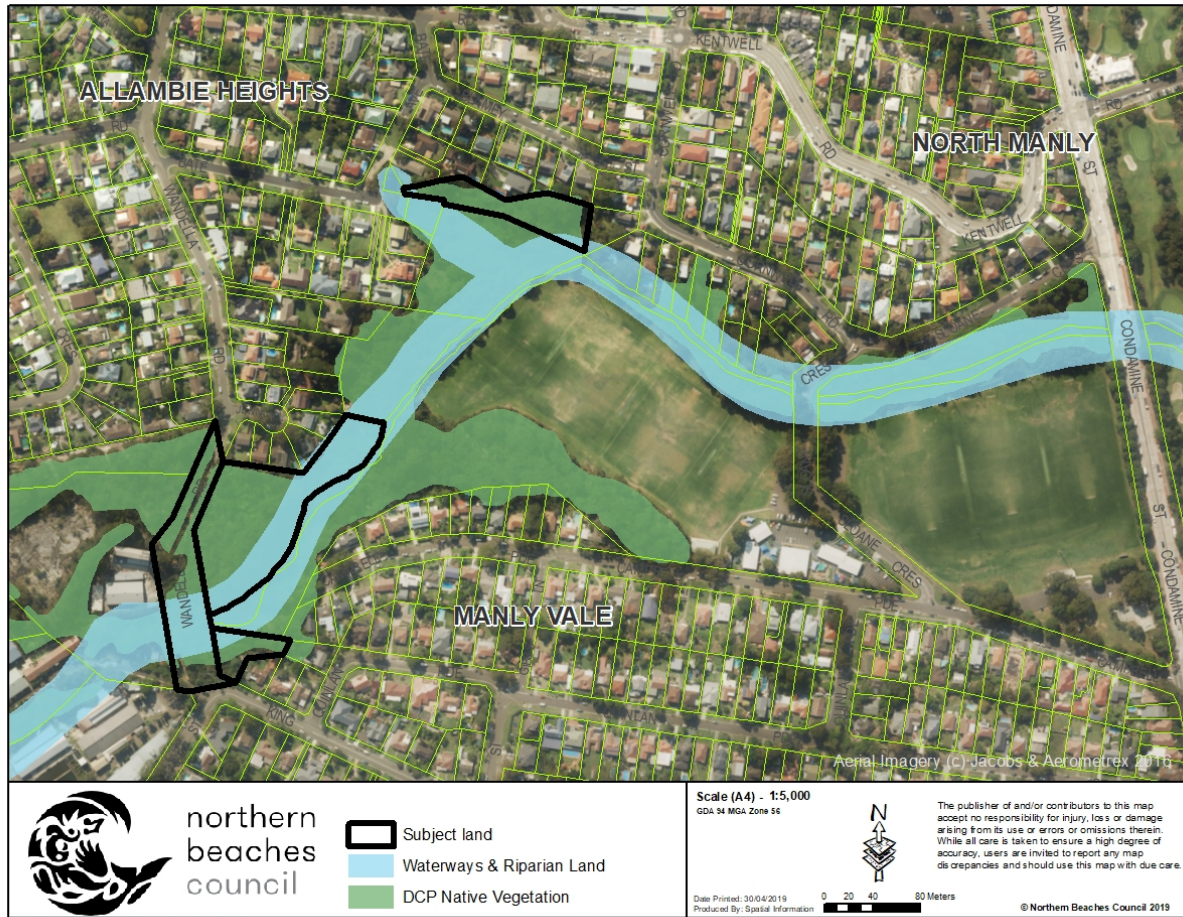 ALLAMBIE HEIGHTS
NORTH MANLY
MANLY VALE
KENTWELL
RD
KENTWELL
RD
ST
CONDAMINE
ST
CONDAMINE
WANDELLA
RD
CRES
CRES
SLOANE
CRES
KING
ST
Aerial Imagery (c) Jacobs & Aerometrex 2016
northern
beaches
council
Subject land
Waterways & Riparian Land
DCP Native Vegetation
Scale (A4) - 1:5,000
GDA 94 MGA Zone 56
N
Date Printed: 30/04/2019
Produced By: Spatial Information
0 20 40 80 Meters
The publisher of and/or contributors to this map
accept no responsibility for injury, loss or damage
arising from its use or errors or omissions therein.
While all care is taken to ensure a high degree of
accuracy, users are invited to report any map
discrepancies and should use this map with due care.
© Northern Beaches Council 2019